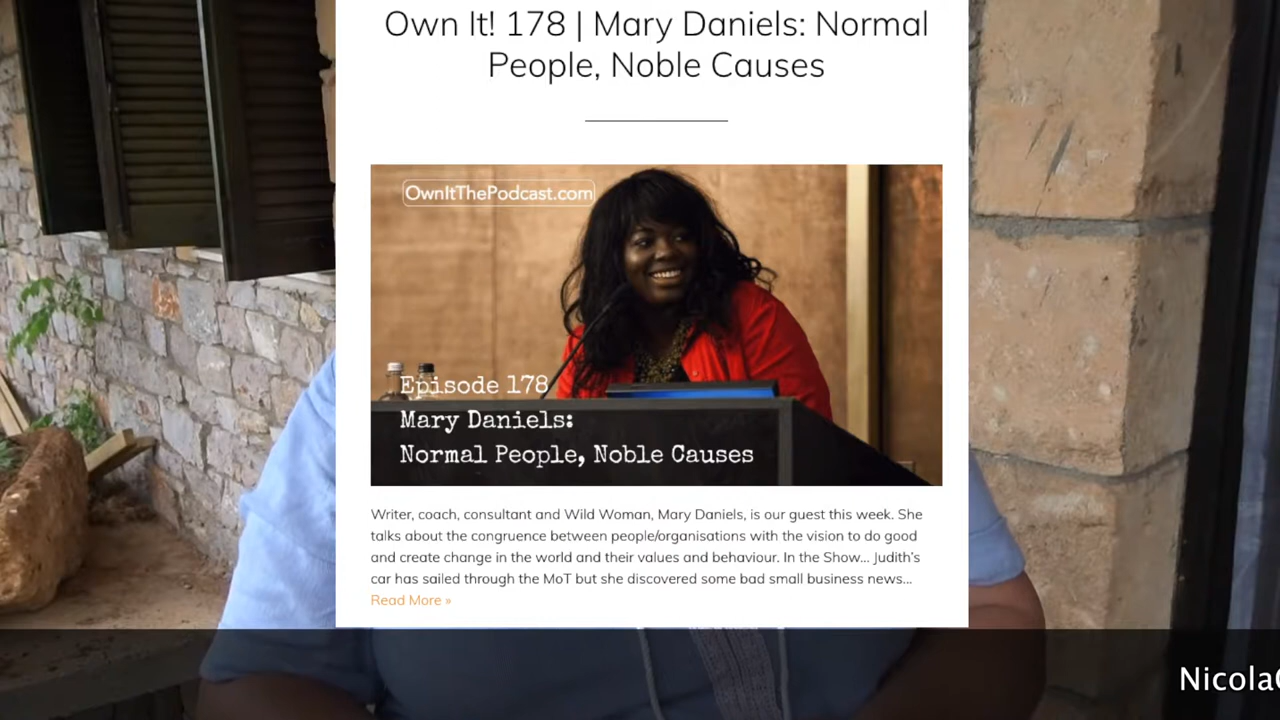 Own It! 178 | Mary Daniels: Normal
People, Noble Causes
OwnItThePodcast.com
Episode 178
Mary Daniels:
Normal People, Noble Causes
Writer, coach, consultant and Wild Woman, Mary Daniels, is our guest this week. She
talks about the congruence between people/organisations with the vision to do good
and create change in the world and their values and behaviour. In the Show... Judith's
car has sailed through the MoT but she discovered some bad small business news...
Read More »